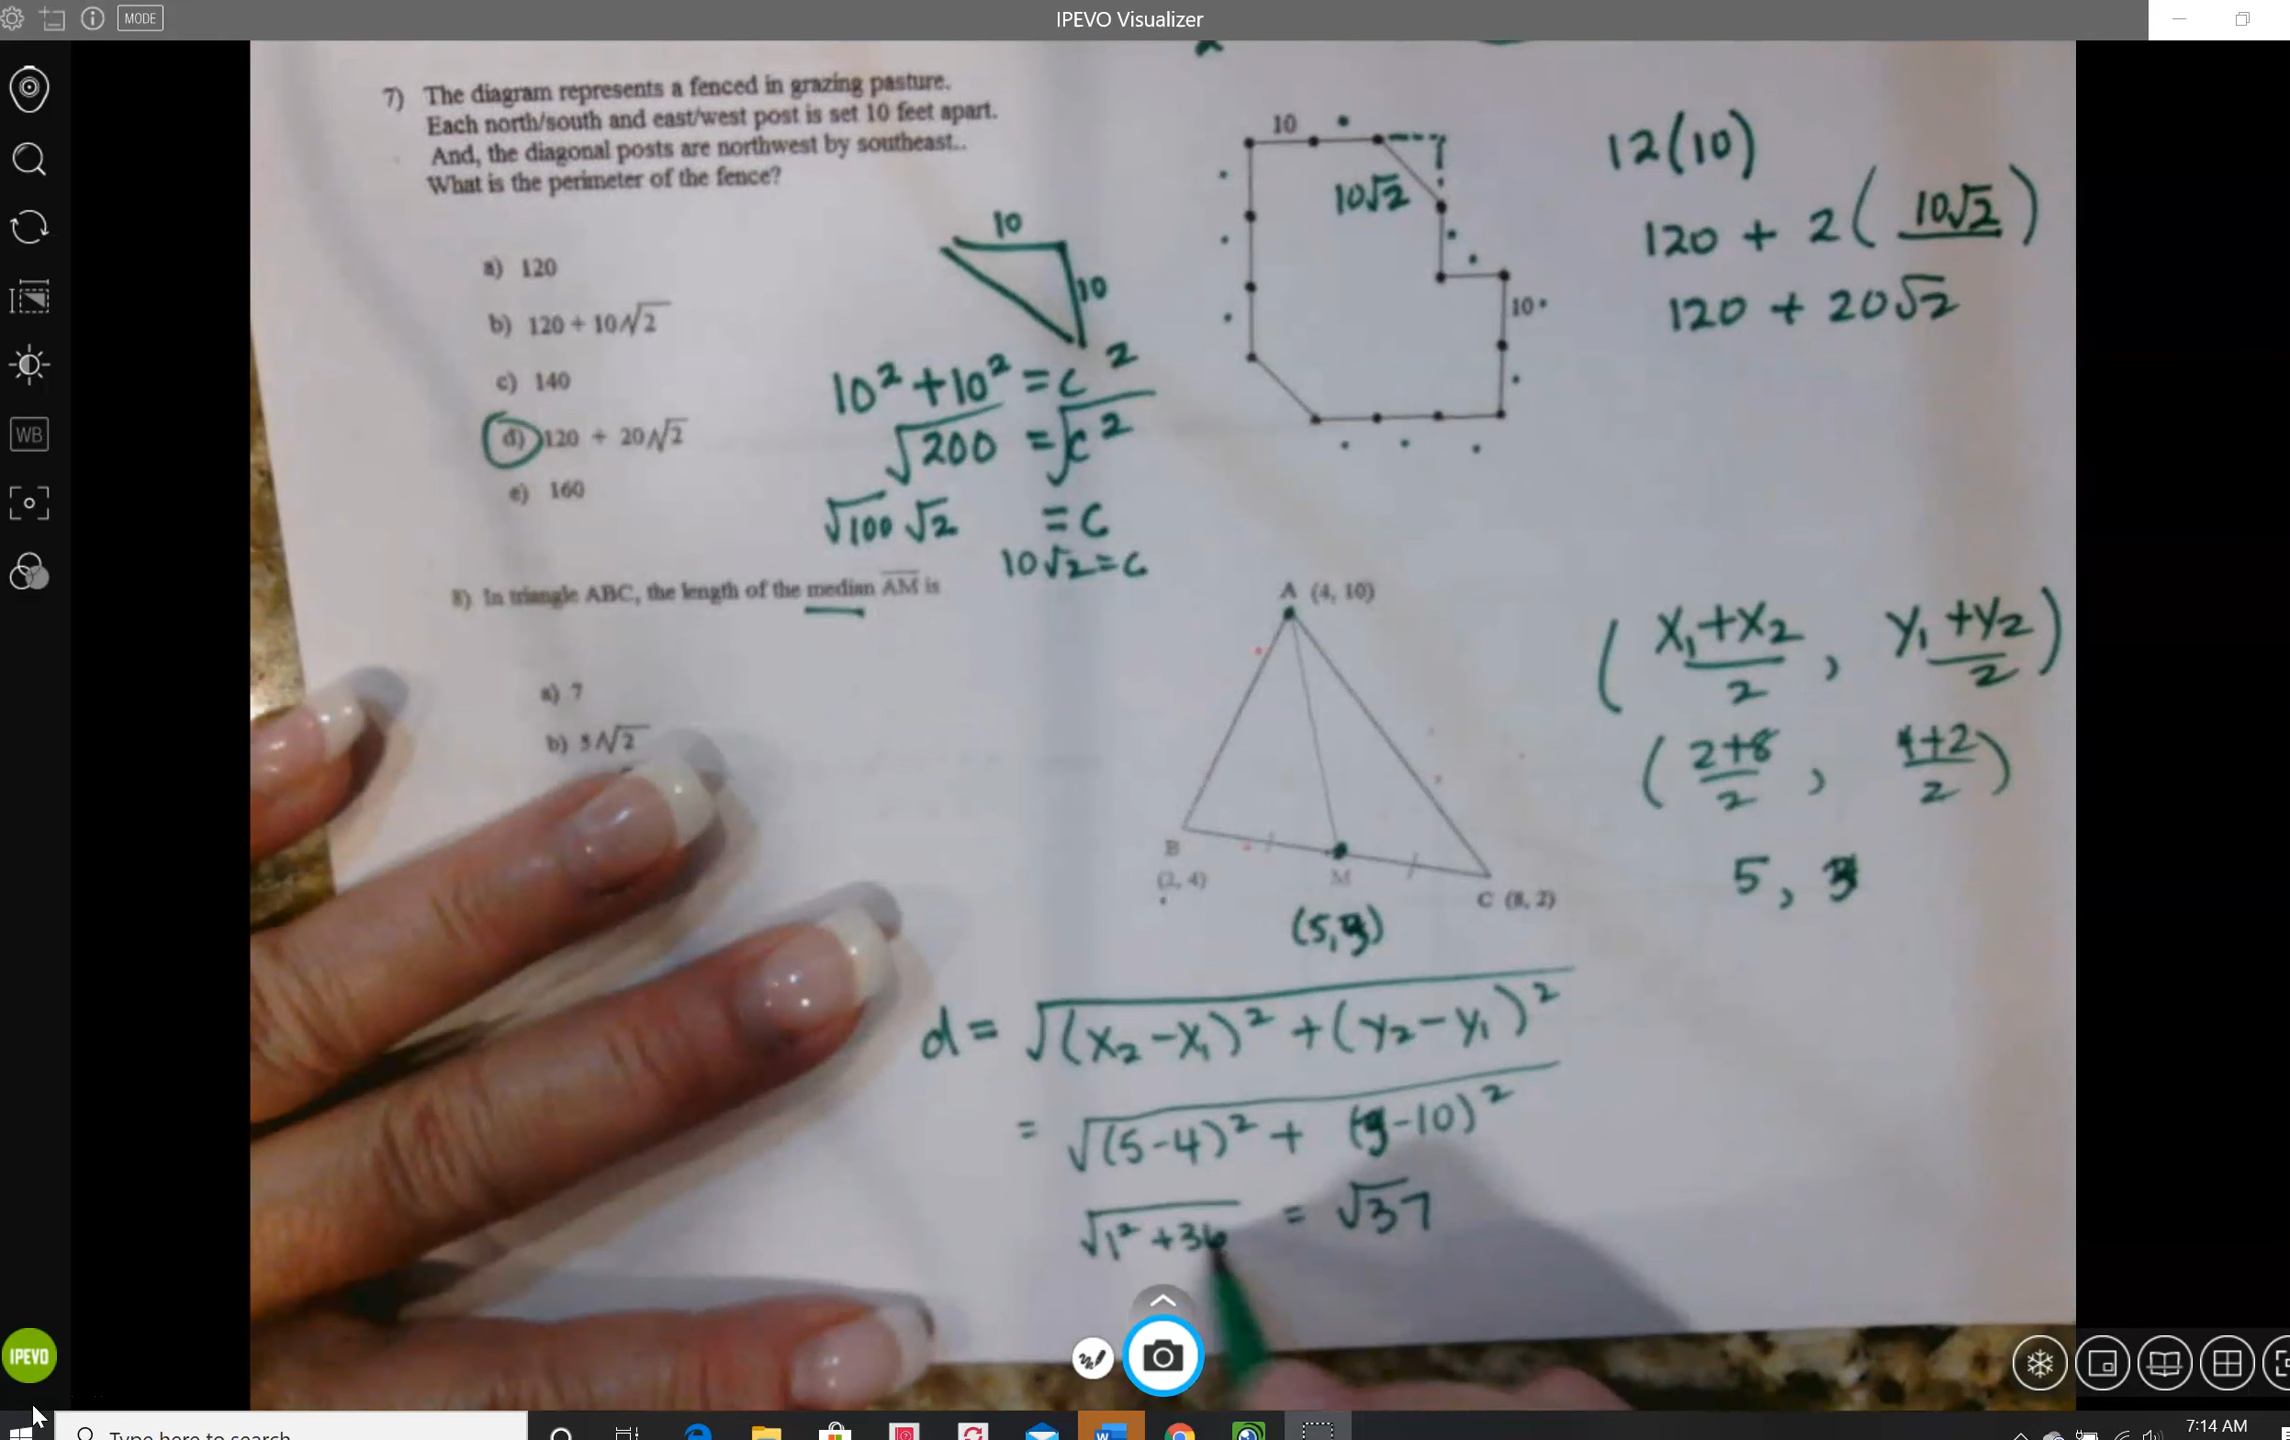 MODE
IPEVO Visualizer
7) The diagram represents a fenced in grazing pasture.
Each north/south and east/west post is set 10 feet apart.
And, the diagonal posts are northwest by southeast..
What is the perimeter of the fence?
a) 120
b) 120 + 10√2
c) 140
d) 120 + 20√2
e) 160
10
10
10² + 10² = c²
√200 = √c²
√100 √2 = c
10√2 = c
10
10√2
10
12(10)
120 + 2(10√2)
120 + 20√2
8) In triangle ABC, the length of the median AM is
a) 7
b) 5√2
A (4, 10)
B
(2, 4)
M
C (8, 2)
(5,3)
(x₁+x₂/2, y₁+y₂/2)
(2+8/2, 4+2/2)
5, 3
d = √(x₂-x₁)² + (y₂-y₁)²
= √(5-4)² + (3-10)²
√1² + 36 = √37
WB
IPEVO
Type here to search
7:14 AM